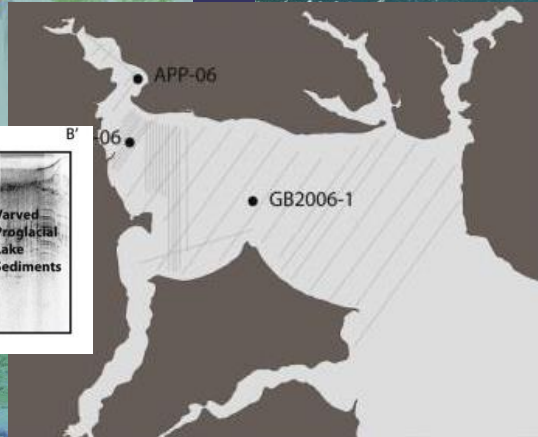 APP-06
B'
-06
GB2006-1
Varved
Proglacial
Lake
Sediments